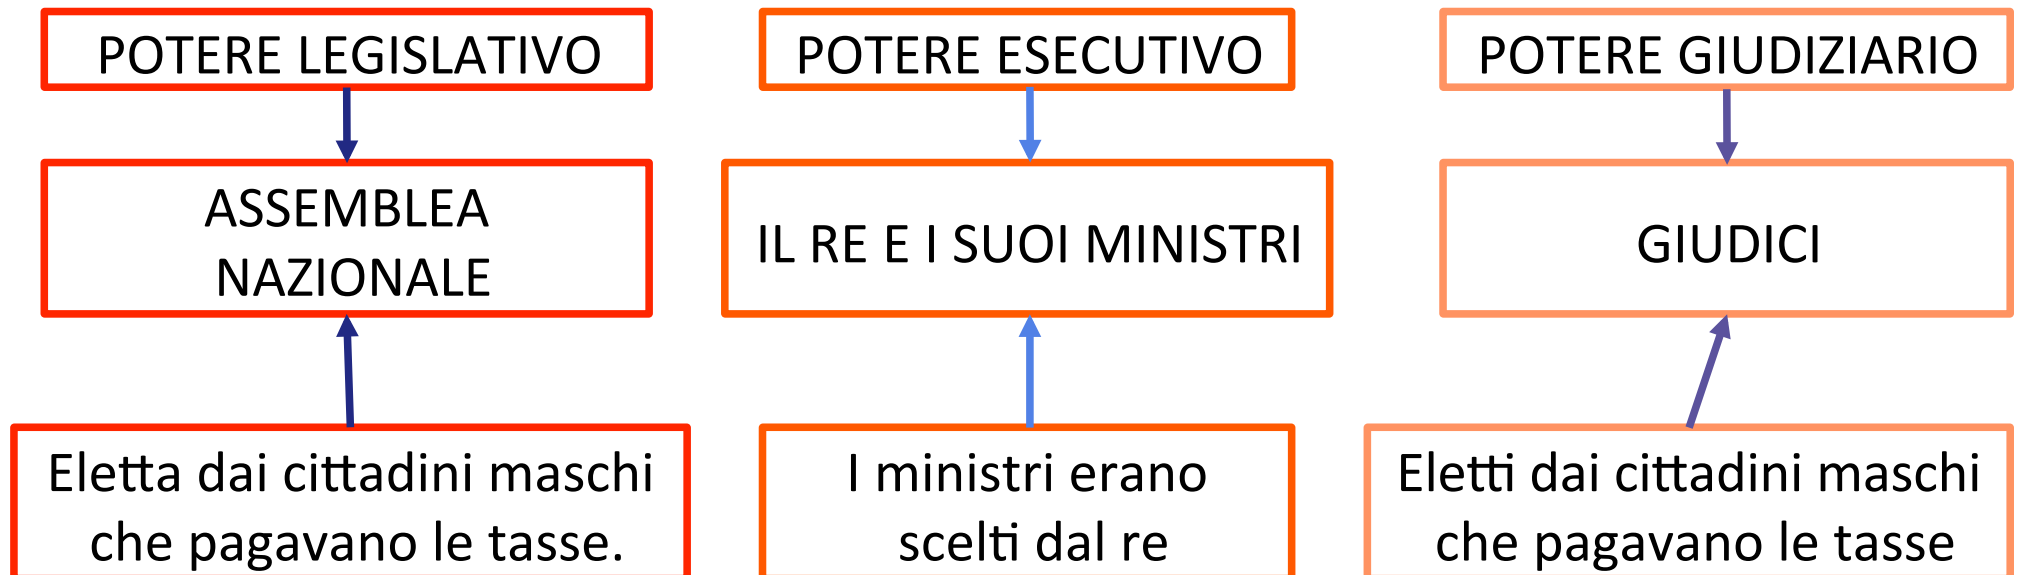 POTERE LEGISLATIVO
POTERE ESECUTIVO
POTERE GIUDIZIARIO
ASSEMBLEA
NAZIONALE
IL RE E I SUOI MINISTRI
GIUDICI
Eletta dai cittadini maschi
che pagavano le tasse.
I ministri erano
scelti dal re
Eletti dai cittadini maschi
che pagavano le tasse